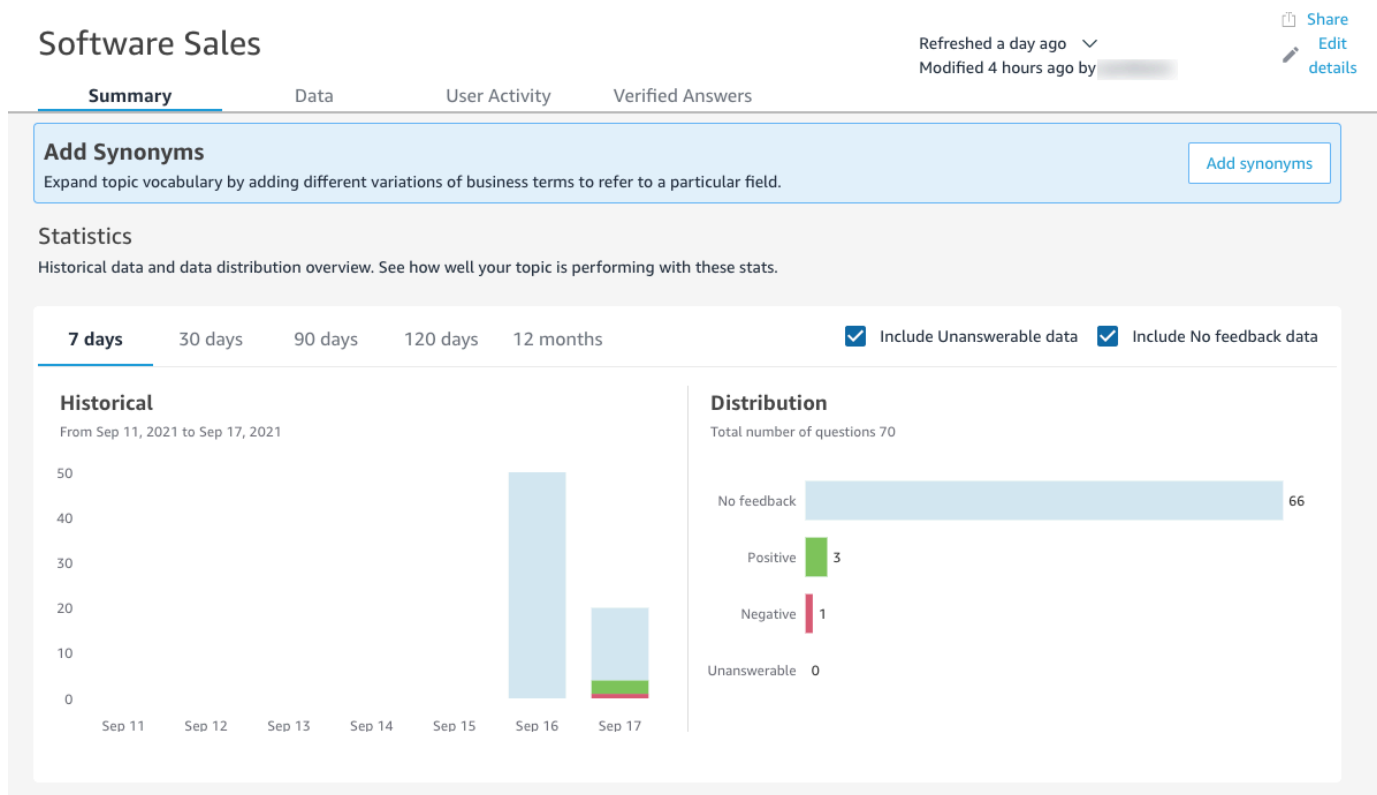 Software Sales
Refreshed a day ago
Modified 4 hours ago by
Share
Edit
details
Summary
Data
User Activity
Verified Answers
Add Synonyms
Expand topic vocabulary by adding different variations of business terms to refer to a particular field.
Add synonyms
Statistics
Historical data and data distribution overview. See how well your topic is performing with these stats.
7 days
30 days
90 days
120 days
12 months
Include Unanswerable data
Include No feedback data
Historical
From Sep 11, 2021 to Sep 17, 2021
50
40
30
20
10
0
Sep 11
Sep 12
Sep 13
Sep 14
Sep 15
Sep 16
Sep 17
Distribution
Total number of questions 70
No feedback 66
Positive 3
Negative 1
Unanswerable 0